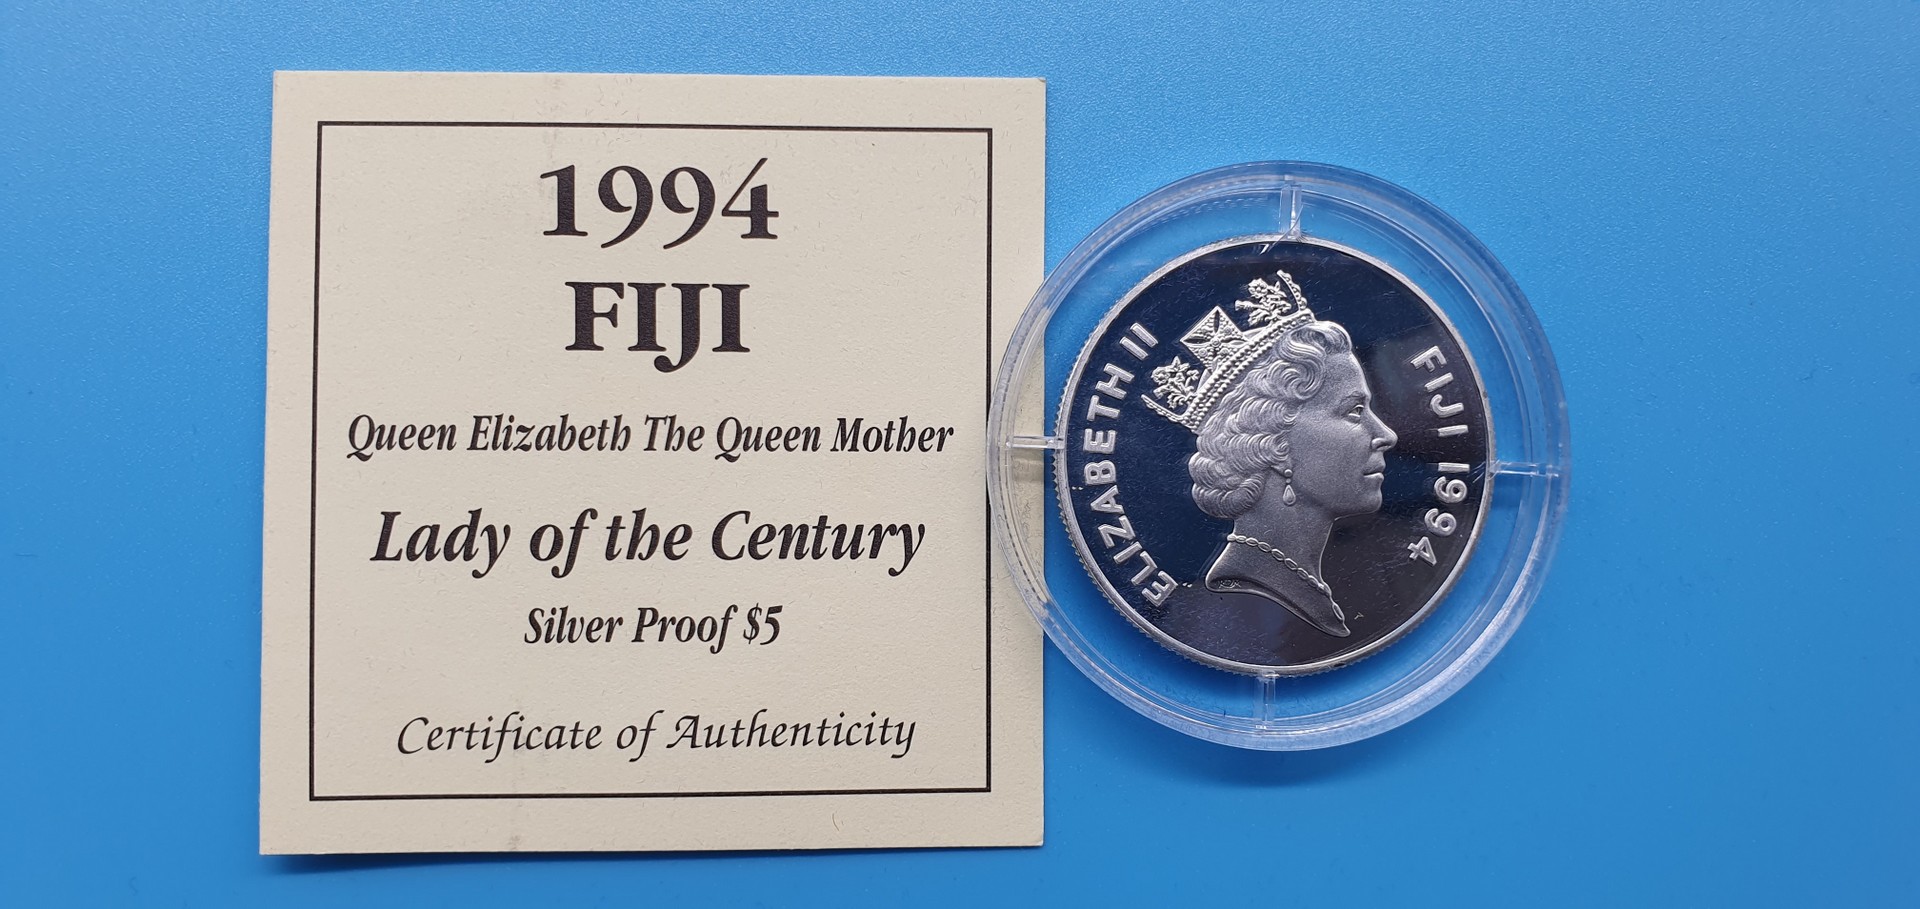 1994
FIJI
Queen Elizabeth The Queen Mother
Lady of the Century
Silver Proof $5
Certificate of Authenticity
ELIZABETH II
FIJI 1994